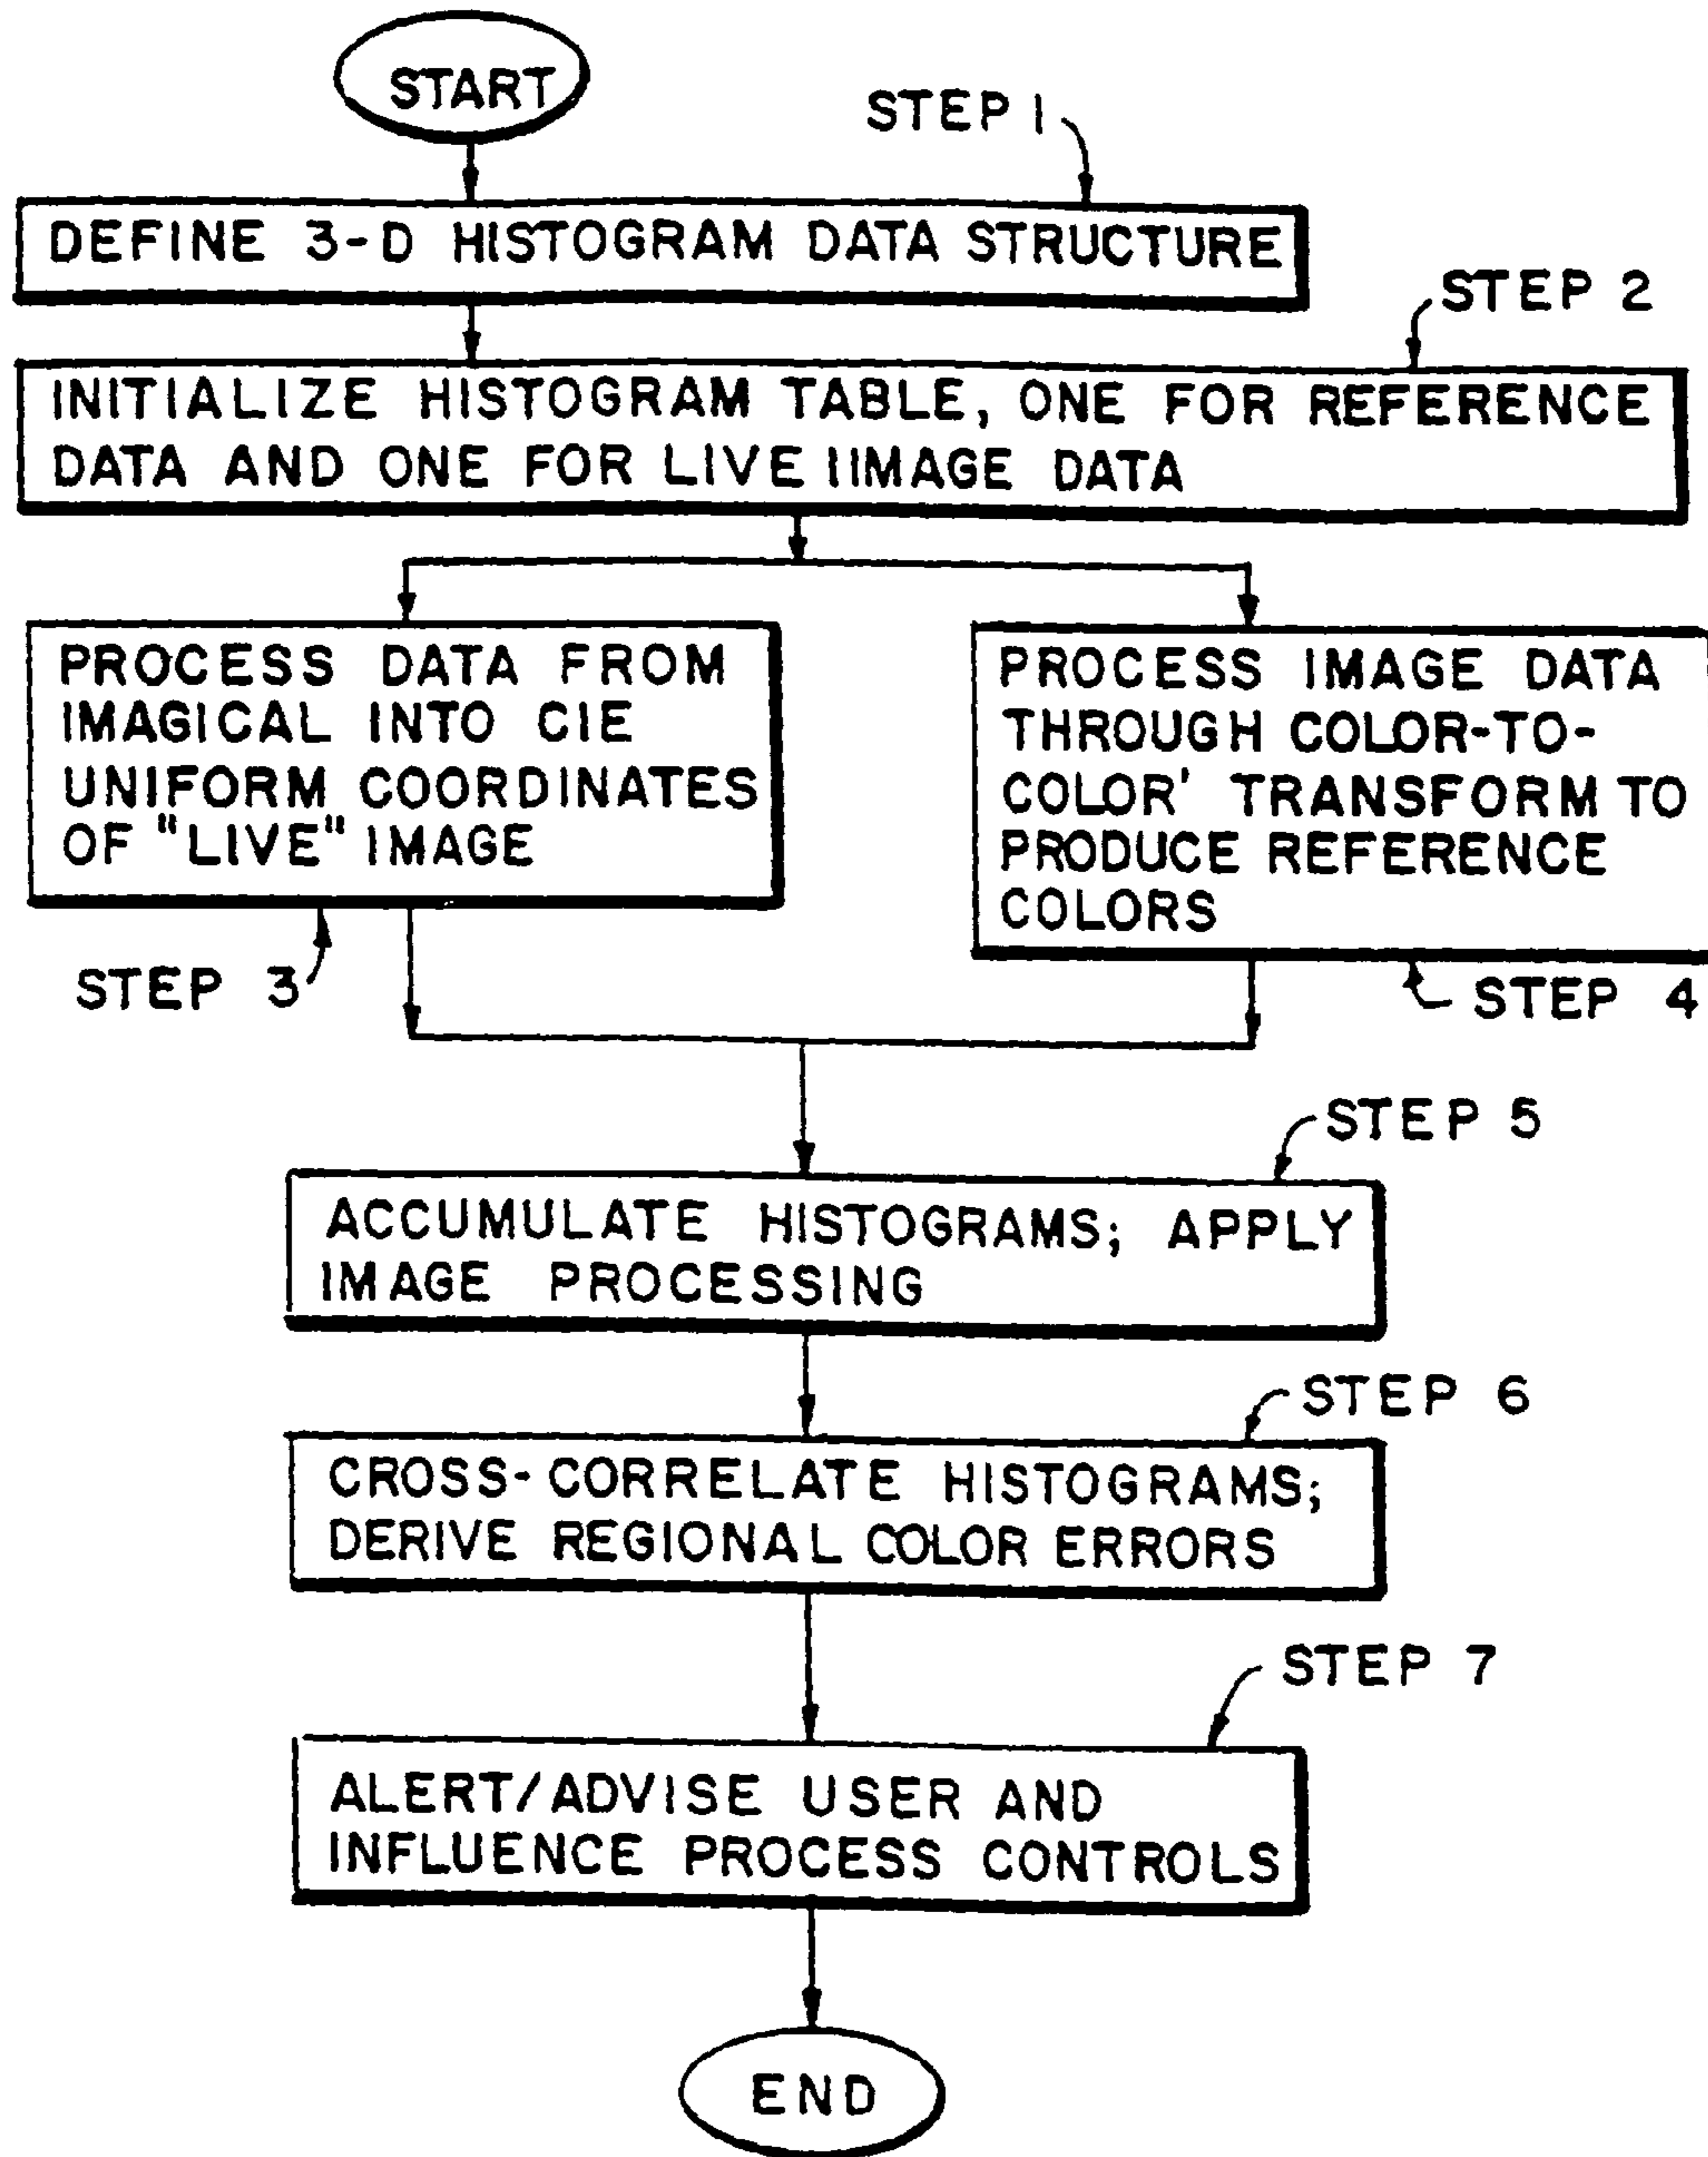 START
STEP 1
DEFINE 3-D HISTOGRAM DATA STRUCTURE
STEP 2
INITIALIZE HISTOGRAM TABLE, ONE FOR REFERENCE
DATA AND ONE FOR LIVE IIMAGE DATA
PROCESS DATA FROM
IMAGICAL INTO CIE
UNIFORM COORDINATES
OF "LIVE" IMAGE
STEP 3
PROCESS IMAGE DATA
THROUGH COLOR-TO-
COLOR' TRANSFORM TO
PRODUCE REFERENCE
COLORS
STEP 4
STEP 5
ACCUMULATE HISTOGRAMS; APPLY
IMAGE PROCESSING
STEP 6
CROSS-CORRELATE HISTOGRAMS;
DERIVE REGIONAL COLOR ERRORS
STEP 7
ALERT/ADVISE USER AND
INFLUENCE PROCESS CONTROLS
END